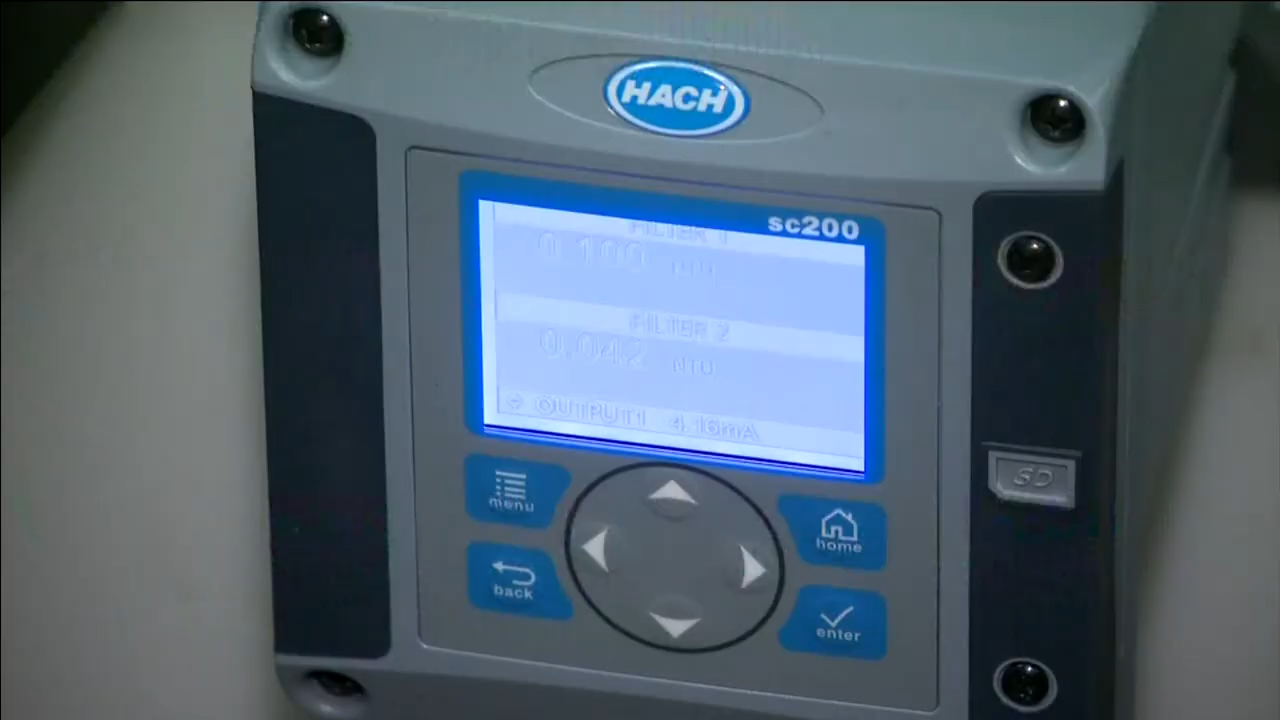 HACH
sc200
FILTER 1
0.100 NTU
FILTER 2
0.042 NTU
OUTPUT1 4.16mA
menu
home
back
enter
SD